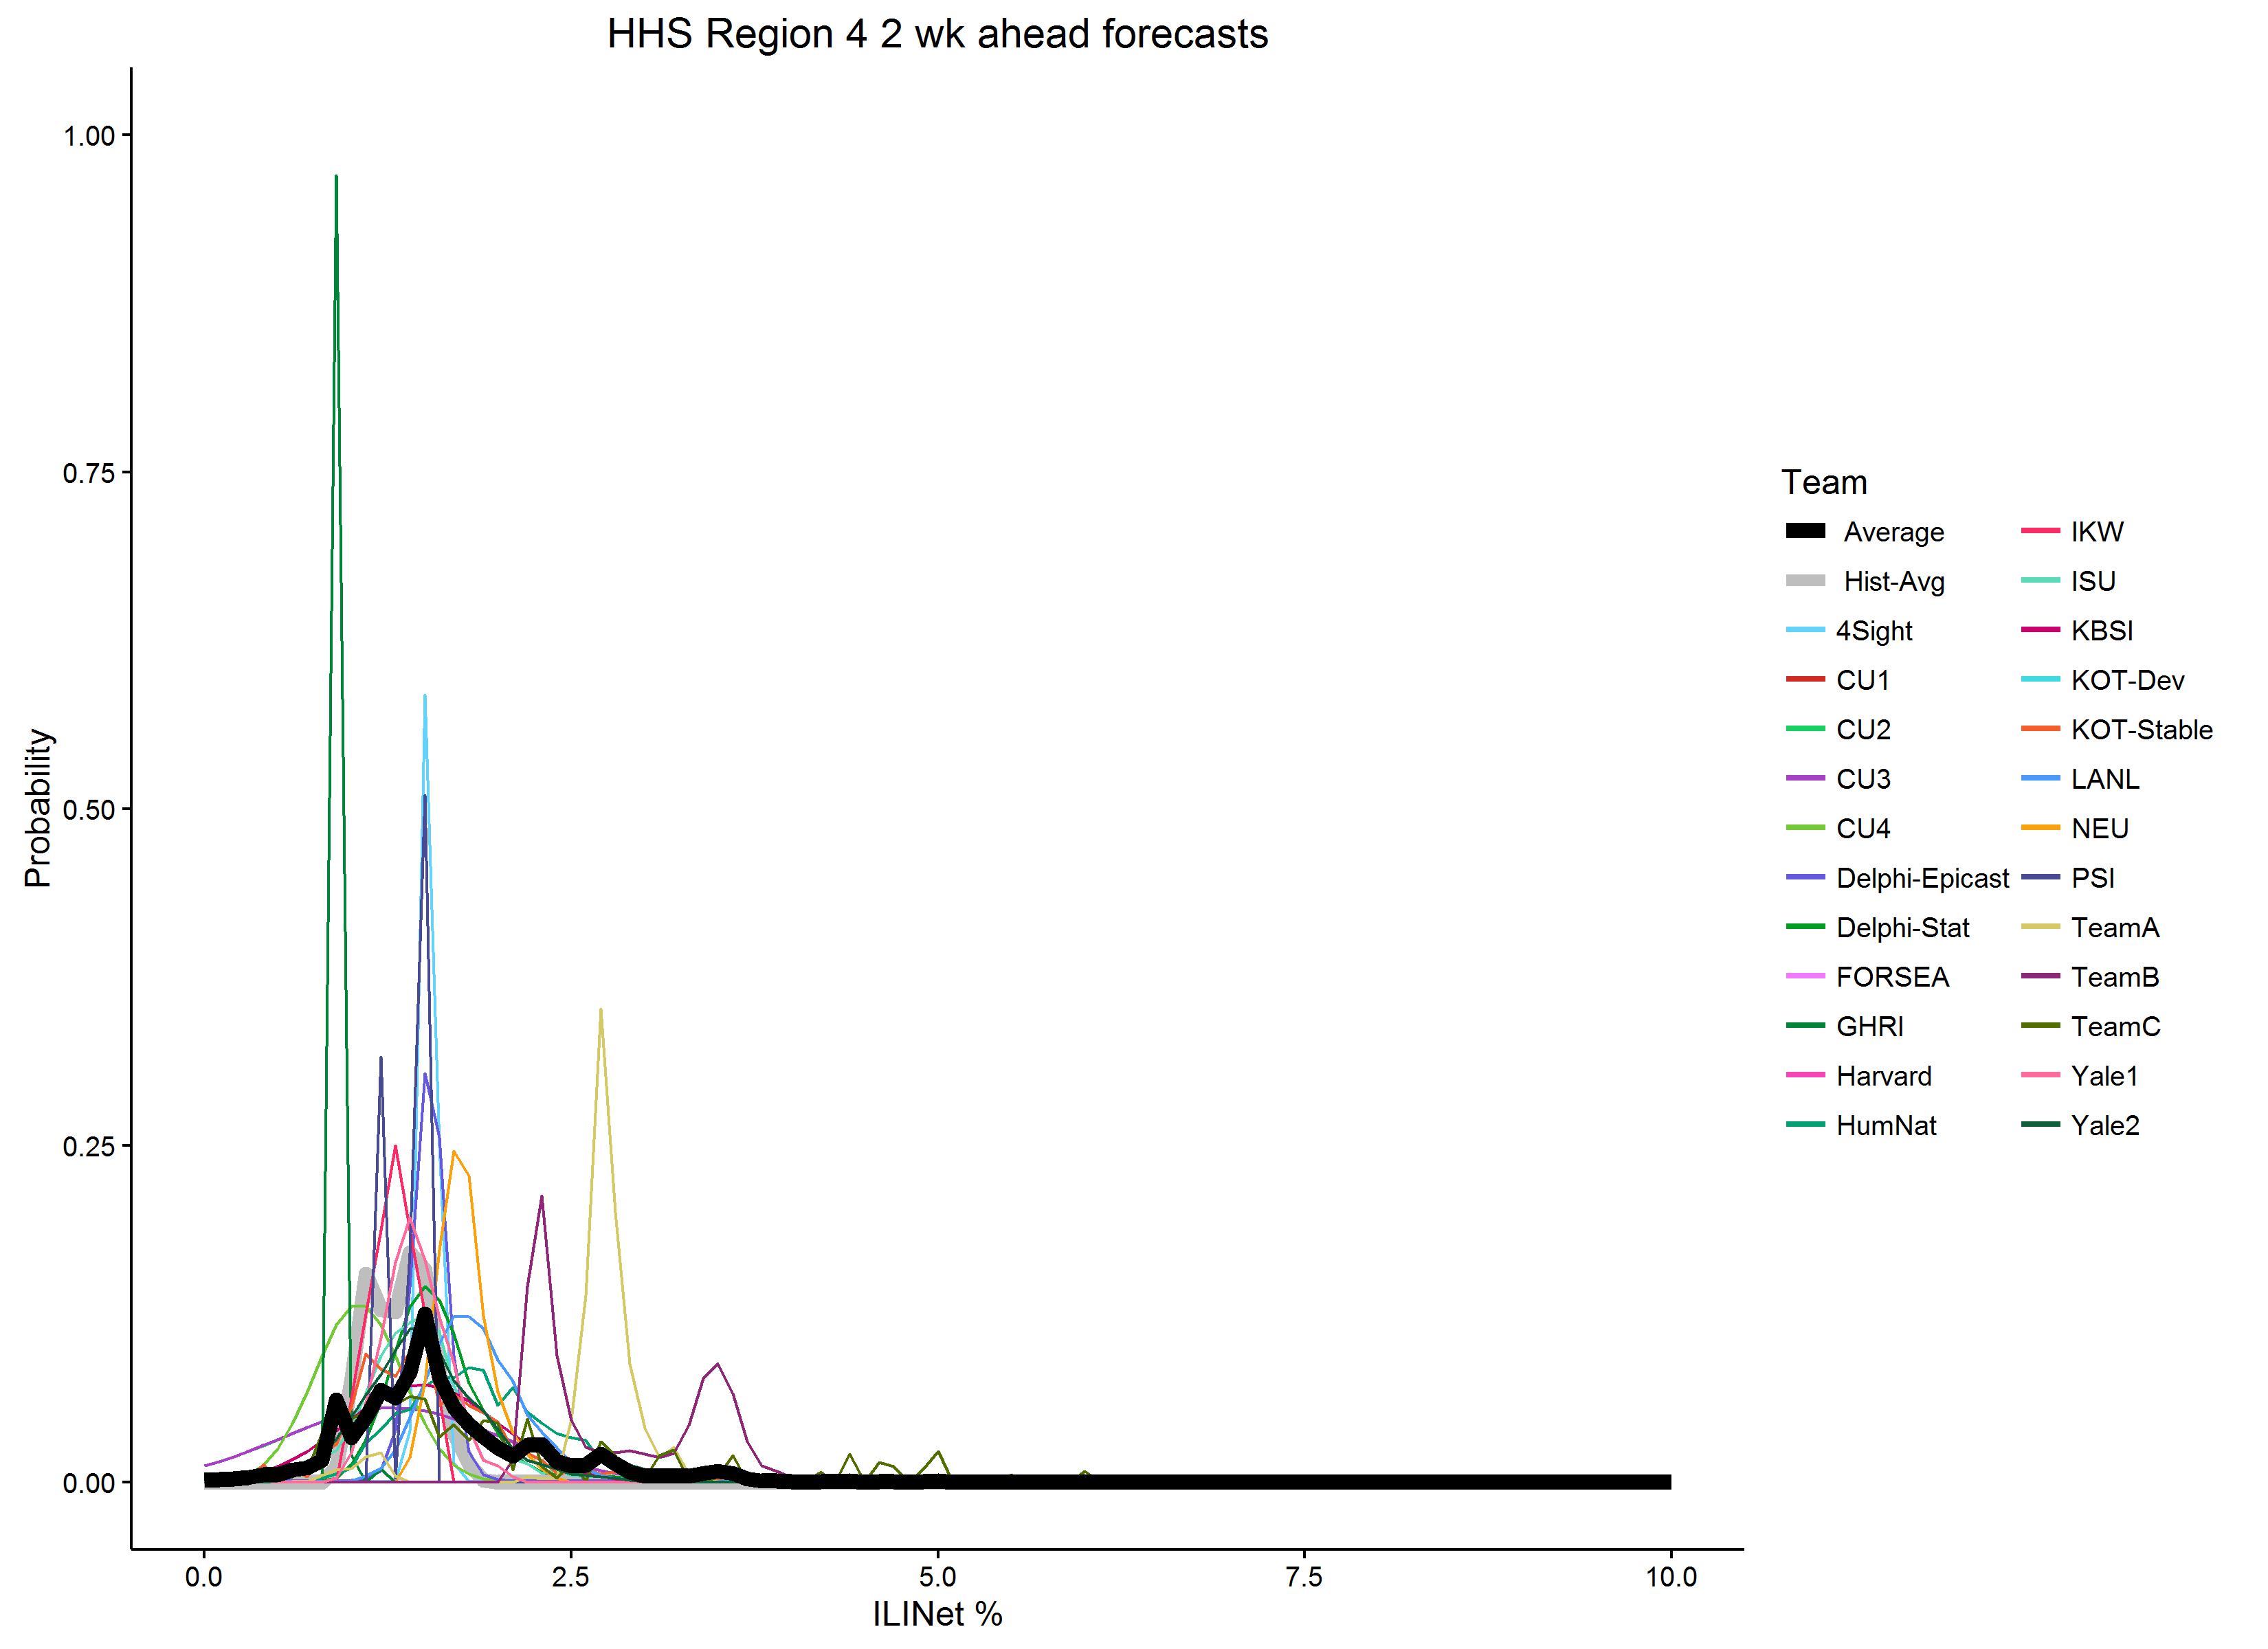 HHS Region 4 2 wk ahead forecasts
1.00
0.75
0.50
0.25
0.00
Probability
0.0 2.5 5.0 7.5 10.0
ILINet %
Team
Average
Hist-Avg
4Sight
CU1
CU2
CU3
CU4
Delphi-Epicast
Delphi-Stat
FORSEA
GHRI
Harvard
HumNat
IKW
ISU
KBSI
KOT-Dev
KOT-Stable
LANL
NEU
PSI
TeamA
TeamB
TeamC
Yale1
Yale2